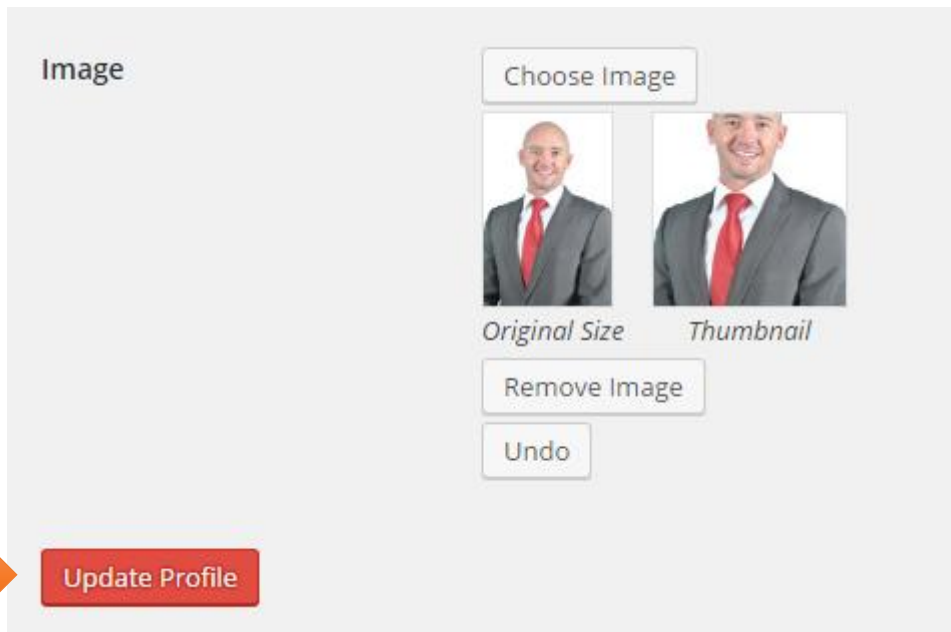 Image
Choose Image
Original Size
Thumbnail
Remove Image
Undo
Update Profile